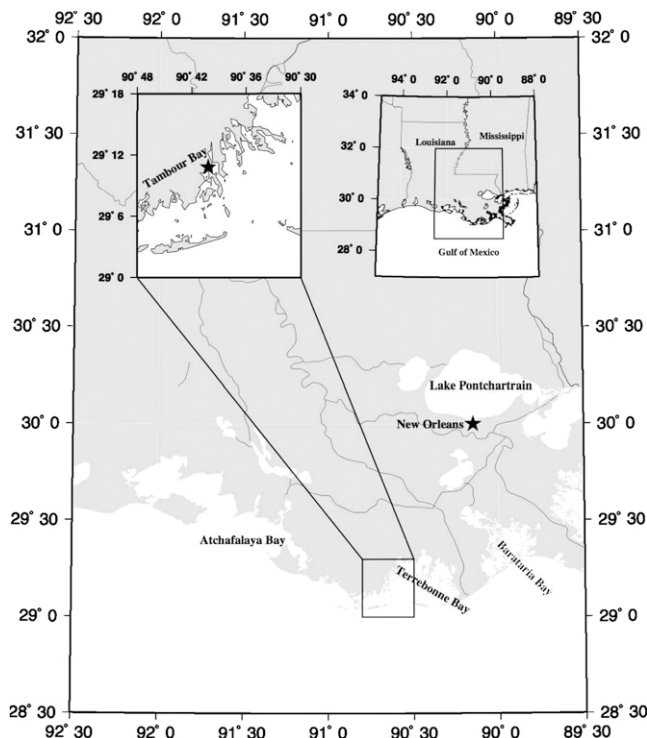 92° 30 92° 0 91° 30 91° 0 90° 30 90° 0 89° 30
32° 0 32° 0
90° 48 90° 40 90° 36 90° 30
94° 0 92° 0 90° 0 88° 0
29° 18
34° 0
Louisiana Mississippi
31° 30 31° 30
32° 0
29° 12
Tambour Bay
30° 0
29° 6
31° 0 31° 0
28° 0
Gulf of Mexico
29° 0
30° 30 30° 30
Lake Pontchartrain
30° 0 New Orleans 30° 0
29° 30 29° 30
Atchafalaya Bay
Barataria Bay
Terrebonne Bay
29° 0 29° 0
28° 30 28° 30
92° 30 92° 0 91° 30 91° 0 90° 30 90° 0 89° 30